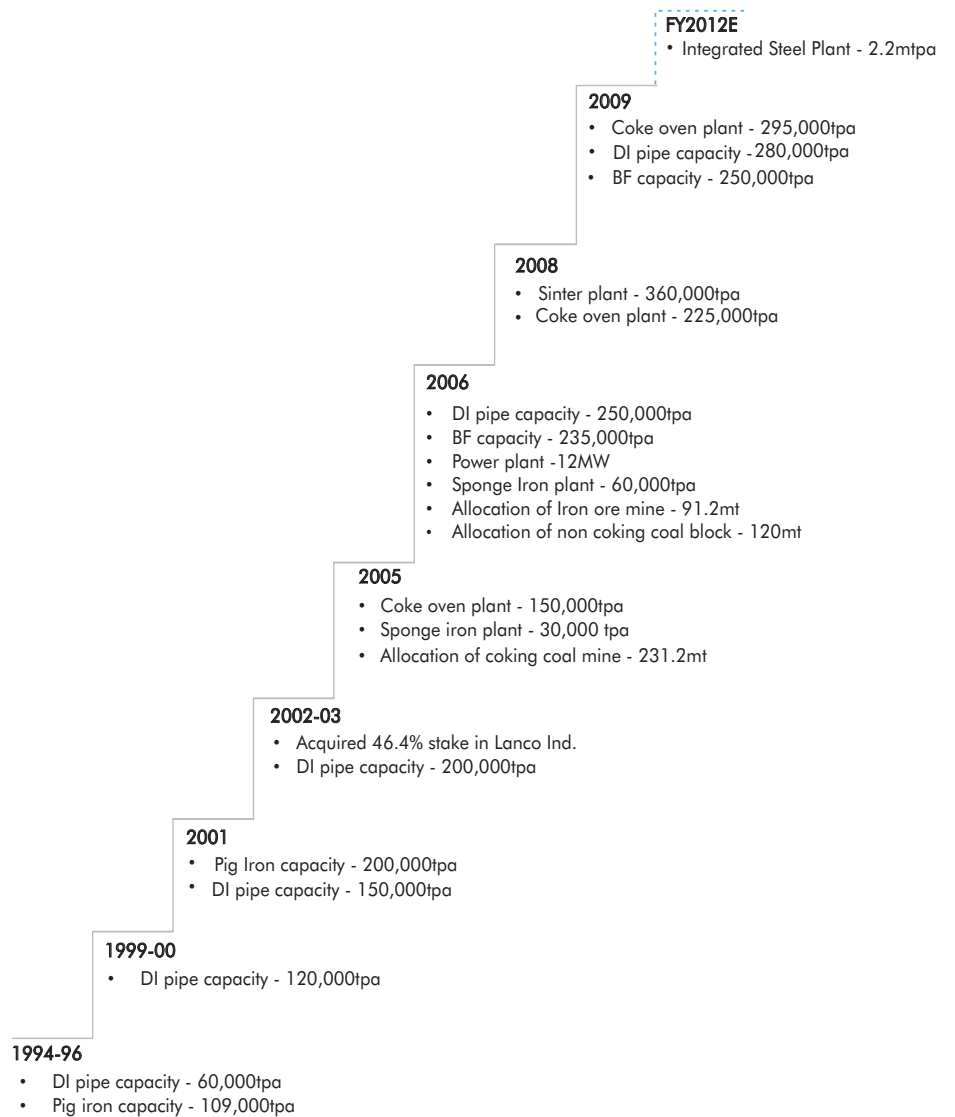 FY2012E
• Integrated Steel Plant - 2.2mtpa
2009
• Coke oven plant - 295,000tpa
• DI pipe capacity - 280,000tpa
• BF capacity - 250,000tpa
2008
• Sinter plant - 360,000tpa
• Coke oven plant - 225,000tpa
2006
• DI pipe capacity - 250,000tpa
• BF capacity - 235,000tpa
• Power plant -12MW
• Sponge Iron plant - 60,000tpa
• Allocation of Iron ore mine - 91.2mt
• Allocation of non coking coal block - 120mt
2005
• Coke oven plant - 150,000tpa
• Sponge iron plant - 30,000 tpa
• Allocation of coking coal mine - 231.2mt
2002-03
• Acquired 46.4% stake in Lanco Ind.
• DI pipe capacity - 200,000tpa
2001
• Pig Iron capacity - 200,000tpa
• DI pipe capacity - 150,000tpa
1999-00
• DI pipe capacity - 120,000tpa
1994-96
• DI pipe capacity - 60,000tpa
• Pig iron capacity - 109,000tpa